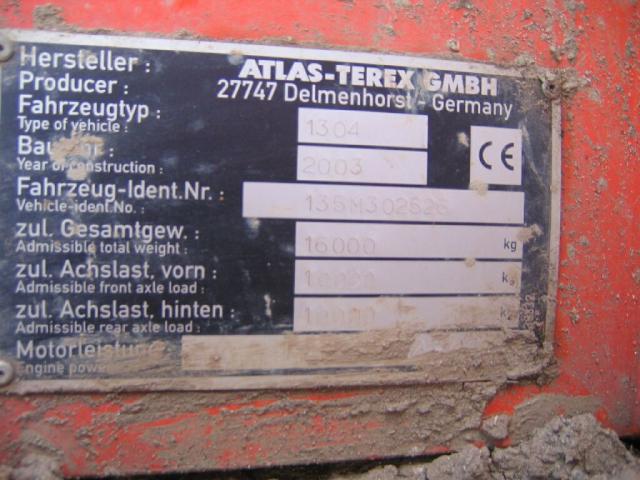 Hersteller : ATLAS-TEREX GMBH
Producer : 27747 Delmenhorst - Germany
Fahrzeugtyp : 1304
Type of vehicle :
Year of construction : 2003
Fahrzeug-Ident.Nr. :
Vehicle-ident.No. :
zul. Gesamtgew. : 16000 kg
Admissible total weight :
zul. Achslast, vorn :
Admissible front axle load :
zul. Achslast, hinten :
Admissible rear axle load :
Motorleistung
Engine power
CE